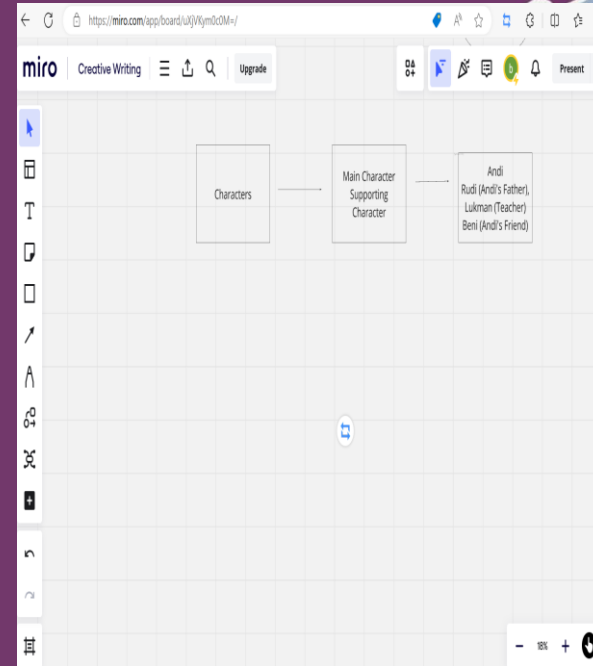 https://miro.com/app/board/uXjVKym0c0M=/
miro Creative Writing Upgrade Present
Characters
Main Character
Supporting
Character
Andi
Rudi (Andi's Father),
Lukman (Teacher)
Beni (Andi's Friend)
18%